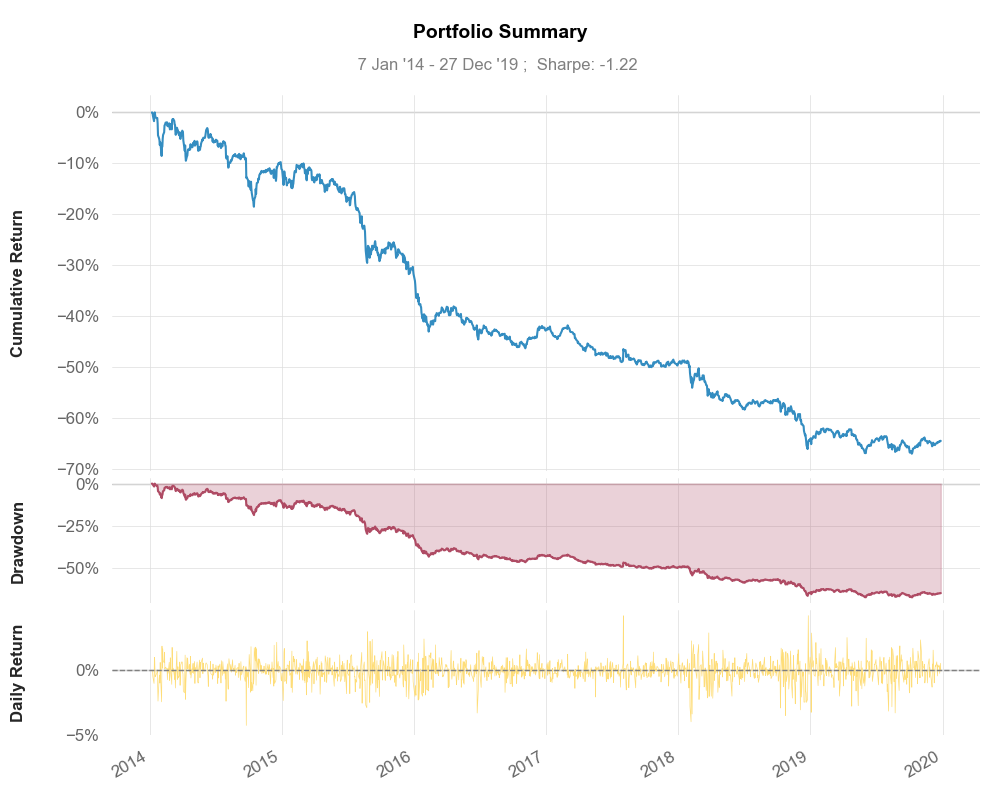 Portfolio Summary
7 Jan '14 - 27 Dec '19 ;  Sharpe: -1.22
Cumulative Return
0%
−10%
−20%
−30%
−40%
−50%
−60%
−70%
Drawdown
0%
−25%
−50%
Daily Return
0%
−5%
2014 2015 2016 2017 2018 2019 2020